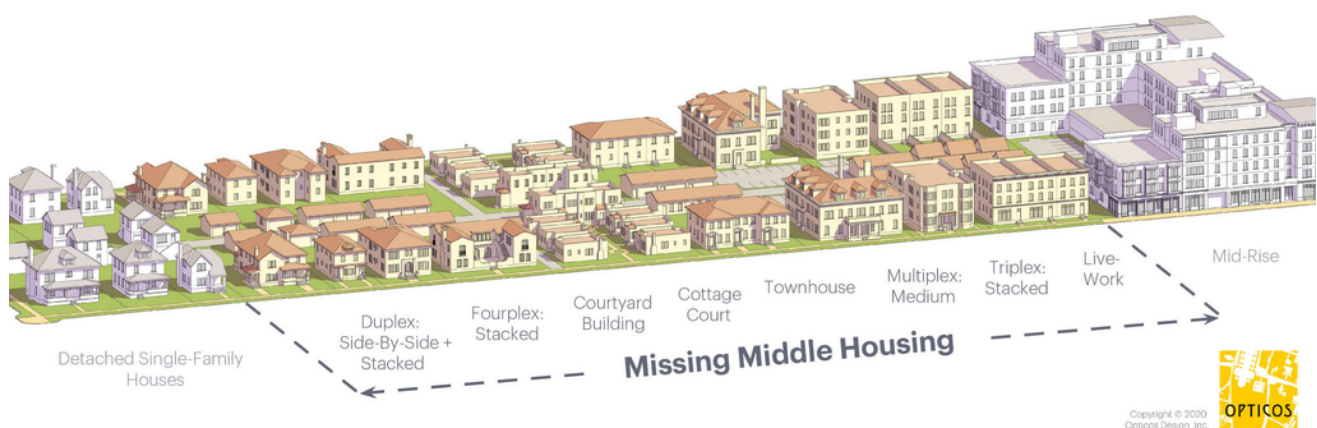 Detached Single-Family
Houses
Duplex:
Side-By-Side +
Stacked
Fourplex:
Stacked
Courtyard
Building
Cottage
Court
Townhouse
Multiplex:
Medium
Triplex:
Stacked
Live-
Work
Mid-Rise
Missing Middle Housing
Copyright © 2020
Opticos Design, Inc.
OPTICOS